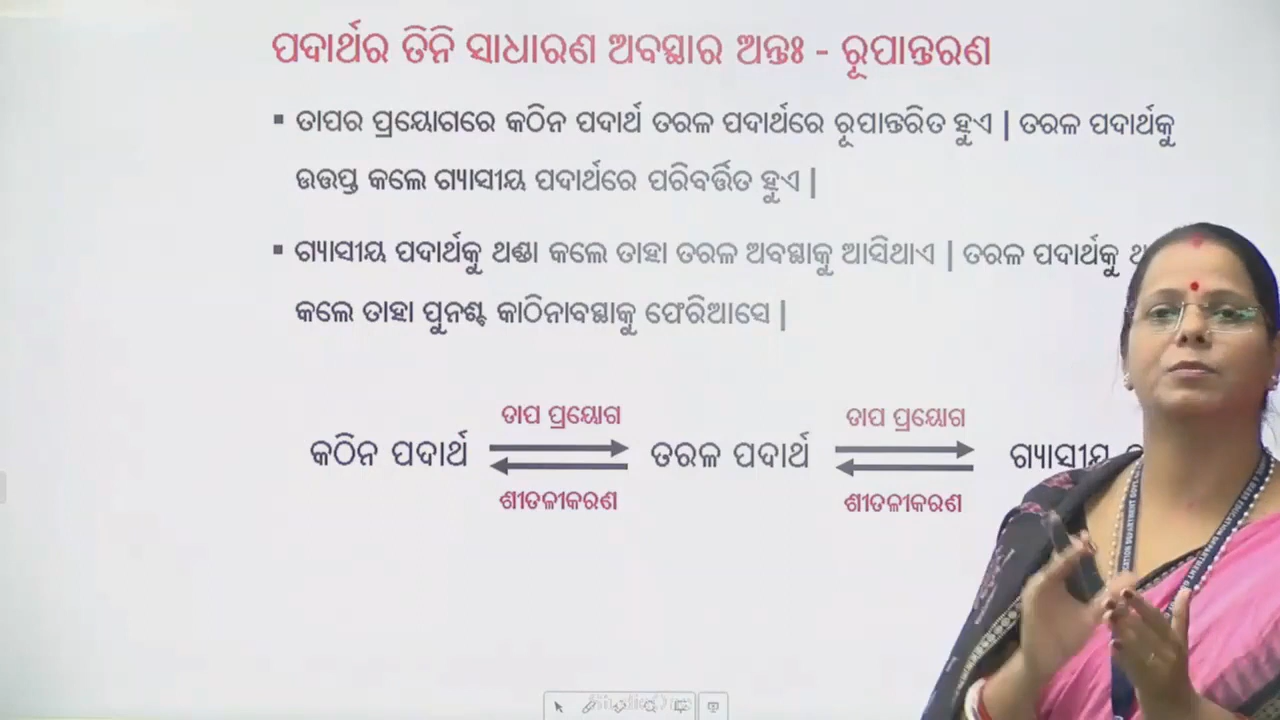 ପଦାର୍ଥର ତିନି ସାଧାରଣ ଅବସ୍ଥାର ଅନ୍ତଃ - ରୂପାନ୍ତରଣ
▪ ତାପର ପ୍ରୟୋଗରେ କଠିନ ପଦାର୍ଥ ତରଳ ପଦାର୍ଥରେ ରୂପାନ୍ତରିତ ହୁଏ | ତରଳ ପଦାର୍ଥକୁ
ଉତ୍ତପ୍ତ କଲେ ଗ୍ୟାସୀୟ ପଦାର୍ଥରେ ପରିବର୍ତ୍ତିତ ହୁଏ |
▪ ଗ୍ୟାସୀୟ ପଦାର୍ଥକୁ ଥଣ୍ଡା କଲେ ତାହା ତରଳ ଅବସ୍ଥାକୁ ଆସିଥାଏ | ତରଳ ପଦାର୍ଥକୁ
କଲେ ତାହା ପୁନଶ୍ଚ କାଠିନାବସ୍ଥାକୁ ଫେରିଆସେ |
ତାପ ପ୍ରୟୋଗ ତାପ ପ୍ରୟୋଗ
କଠିନ ପଦାର୍ଥ ତରଳ ପଦାର୍ଥ ଗ୍ୟାସୀୟ
ଶୀତଳୀକରଣ ଶୀତଳୀକରଣ